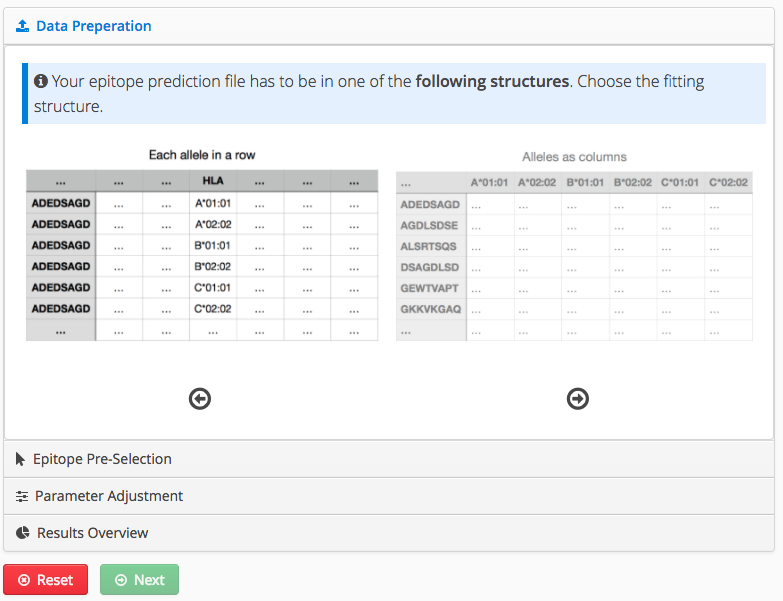 Data Preperation
Your epitope prediction file has to be in one of the following structures. Choose the fitting
structure.
Each allele in a row
... ... ... HLA ... ... ...
ADEDSAGD ... ... A*01:01 ... ... ...
ADEDSAGD ... ... A*02:02 ... ... ...
ADEDSAGD ... ... B*01:01 ... ... ...
ADEDSAGD ... ... B*02:02 ... ... ...
ADEDSAGD ... ... C*01:01 ... ... ...
ADEDSAGD ... ... C*02:02 ... ... ...
... ... ... ... ... ... ...
Alleles as columns
... A*01:01 A*02:02 B*01:01 B*02:02 C*01:01 C*02:02
ADEDSAGD ... ... ... ... ... ...
AGDLSDSE ... ... ... ... ... ...
ALSRTSQS ... ... ... ... ... ...
DSAGDLSD ... ... ... ... ... ...
GEWTVAPT ... ... ... ... ... ...
GKKVKGAQ ... ... ... ... ... ...
... ... ... ... ... ... ...
Epitope Pre-Selection
Parameter Adjustment
Results Overview
Reset Next